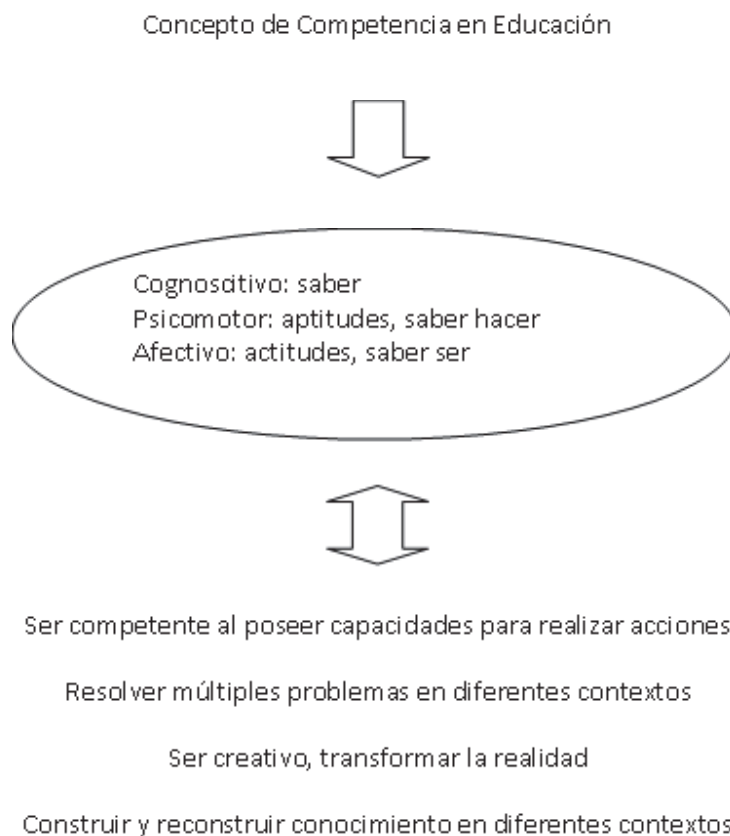 Concepto de Competencia en Educación
Cognoscitivo: saber
Psicomotor: aptitudes, saber hacer
Afectivo: actitudes, saber ser
Ser competente al poseer capacidades para realizar acciones
Resolver múltiples problemas en diferentes contextos
Ser creativo, transformar la realidad
Construir y reconstruir conocimiento en diferentes contextos